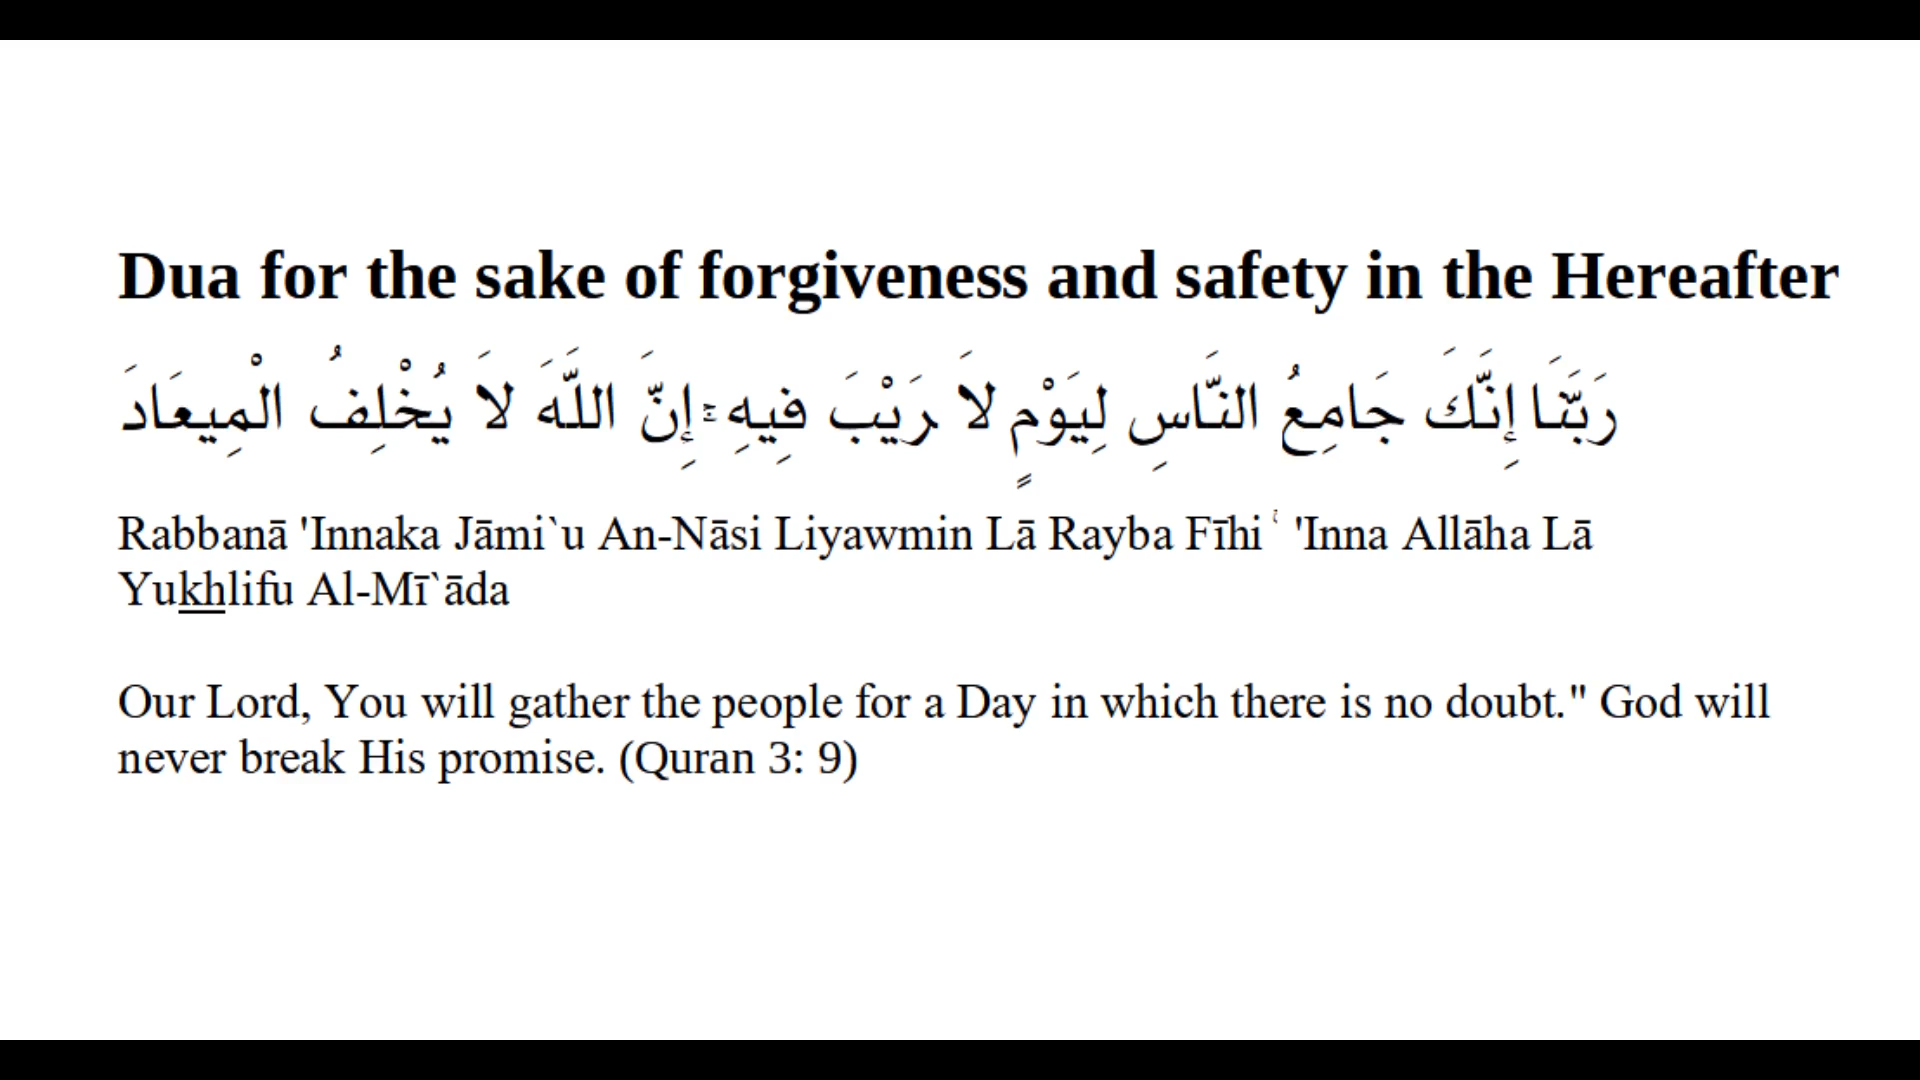 Dua for the sake of forgiveness and safety in the Hereafter
رَبَّنَا إِنَّكَ جَامِعُ النَّاسِ لِيَوْمٍ لاَ رَيْبَ فِيهِ ۚ إِنَّ اللَّهَ لاَ يُخْلِفُ الْمِيعَادَ
Rabbanā 'Innaka Jāmi`u An-Nāsi Liyawmin Lā Rayba Fīhi ۚ 'Inna Allāha Lā
Yukhlifu Al-Mī`āda
Our Lord, You will gather the people for a Day in which there is no doubt." God will
never break His promise. (Quran 3: 9)